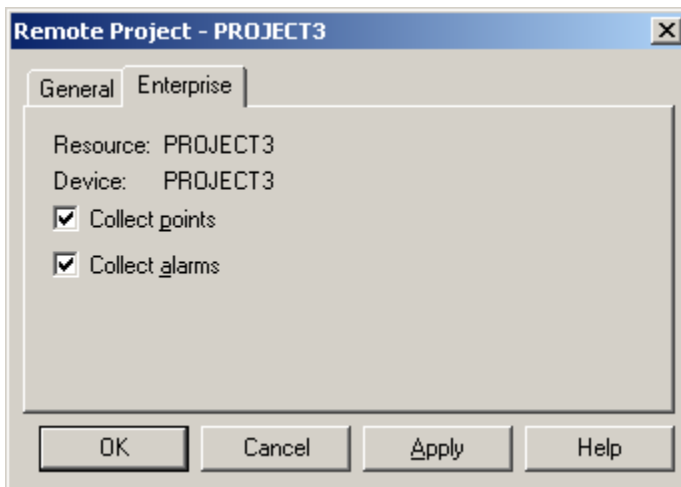 Remote Project - PROJECT3
General Enterprise
Resource: PROJECT3
Device: PROJECT3
Collect points
Collect alarms
OK Cancel Apply Help